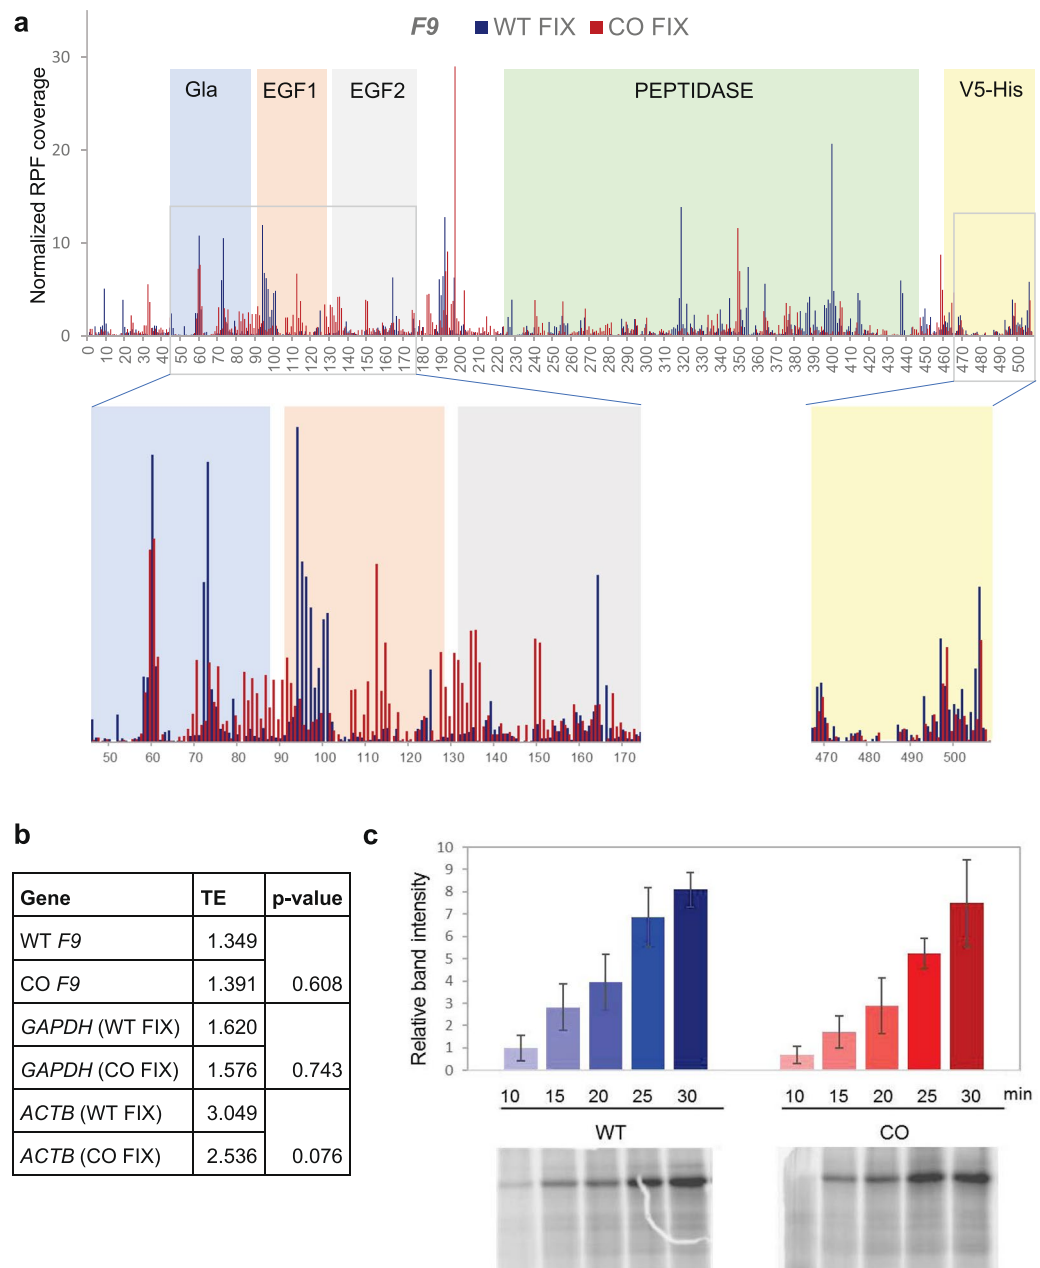 a
F9 WT FIX CO FIX
Normalized RPF coverage
30
20
10
0
Gla EGF1 EGF2 PEPTIDASE V5-His
0 10 20 30 40 50 60 70 80 90 100 110 120 130 140 150 160 170 180 190 200 210 220 230 240 250 260 270 280 290 300 310 320 330 340 350 360 370 380 390 400 410 420 430 440 450 460 470 480 490 500
50 60 70 80 90 100 110 120 130 140 150 160 170
470 480 490 500
b
Gene TE p-value
WT F9 1.349
CO F9 1.391 0.608
GAPDH (WT FIX) 1.620
GAPDH (CO FIX) 1.576 0.743
ACTB (WT FIX) 3.049
ACTB (CO FIX) 2.536 0.076
c
Relative band intensity
10
9
8
7
6
5
4
3
2
1
0
10 15 20 25 30 10 15 20 25 30 min
WT CO